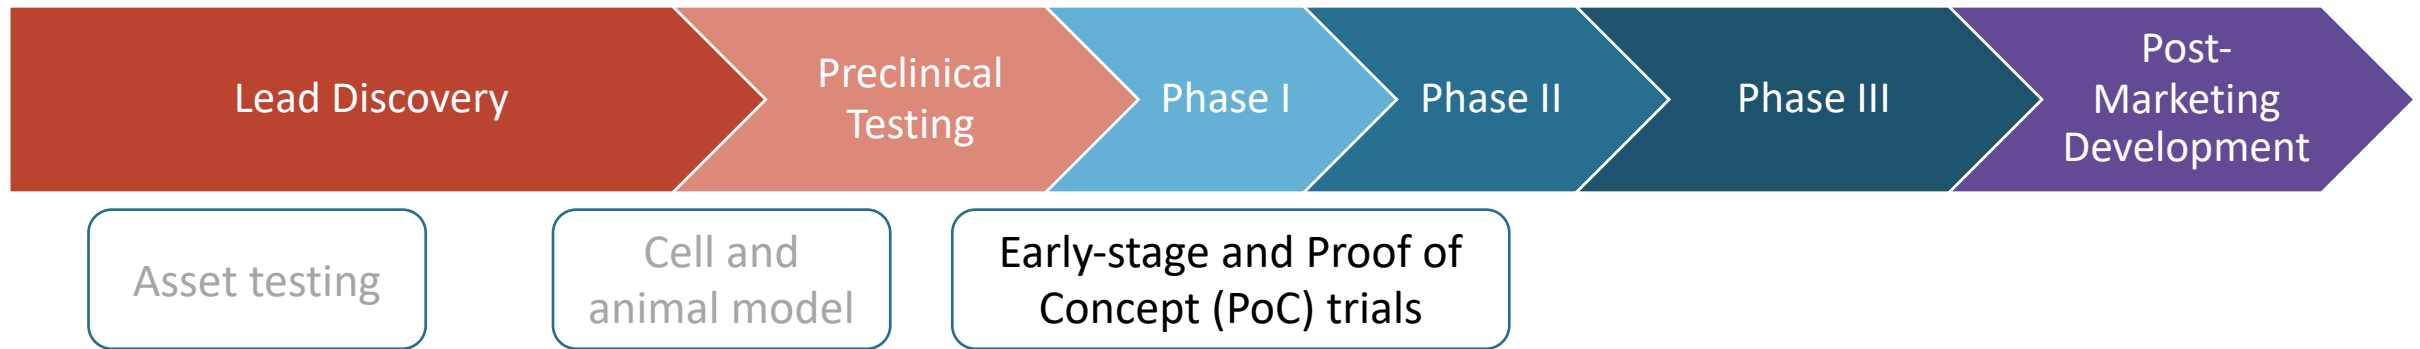 Lead Discovery
Preclinical
Testing
Phase I
Phase II
Phase III
Post-
Marketing
Development
Asset testing
Cell and
animal model
Early-stage and Proof of
Concept (PoC) trials